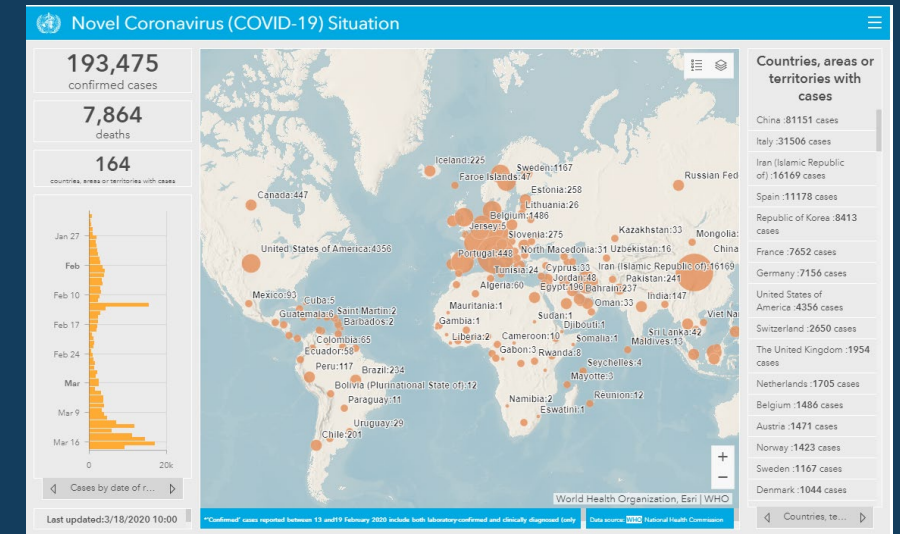 Novel Coronavirus (COVID-19) Situation
193,475
confirmed cases
7,864
deaths
164
countries, areas or territories with cases
Jan 27
Feb
Feb 10
Feb 17
Feb 24
Mar
Mar 9
Mar 16
0
20k
Cases by date of r...
Last updated:3/18/2020 10:00
Iceland:225
Sweden:1167
Faroe Islands:47
Russian Fed
Estonia:258
Canada:447
Lithuania:26
Belgium:1486
Jersey:5
Kazakhstan:33
Mongolia:
Slovenia:275
United States of America:4356
North Macedonia:31
Uzbekistan:16
China
Portugal:448
Tunisia:24
Cyprus:33
Iran (Islamic Republic of):16169
Jordan:48
Pakistan:241
Algeria:60
Egypt:196
Bahrain:237
Mexico:93
Cuba:5
India:147
Oman:33
Mauritania:1
Guatemala:6
Saint Martin:2
Viet Na
Barbados:2
Gambia:1
Sudan:1
Djibouti:1
Colombia:65
Liberia:2
Cameroon:10
Somalia:1
Sri Lanka:42
Maldives:13
Ecuador:58
Gabon:3
Rwanda:8
Peru:117
Brazil:234
Seychelles:4
Bolivia (Plurinational State of):12
Mayotte:3
Paraguay:11
Namibia:2
Reunion:12
Eswatini:1
Uruguay:29
Chile:201
+
−
World Health Organization, Esri | WHO
*"Confirmed" cases reported between 13 and19 February 2020 include both laboratory-confirmed and clinically diagnosed (only
Data source: WHO National Health Commission
Countries, areas or
territories with
cases
China :81151 cases
Italy :31506 cases
Iran (Islamic Republic
of) :16169 cases
Spain :11178 cases
Republic of Korea :8413
cases
France :7652 cases
Germany :7156 cases
United States of
America :4356 cases
Switzerland :2650 cases
The United Kingdom :1954
cases
Netherlands :1705 cases
Belgium :1486 cases
Austria :1471 cases
Norway :1423 cases
Sweden :1167 cases
Denmark :1044 cases
Countries, te...